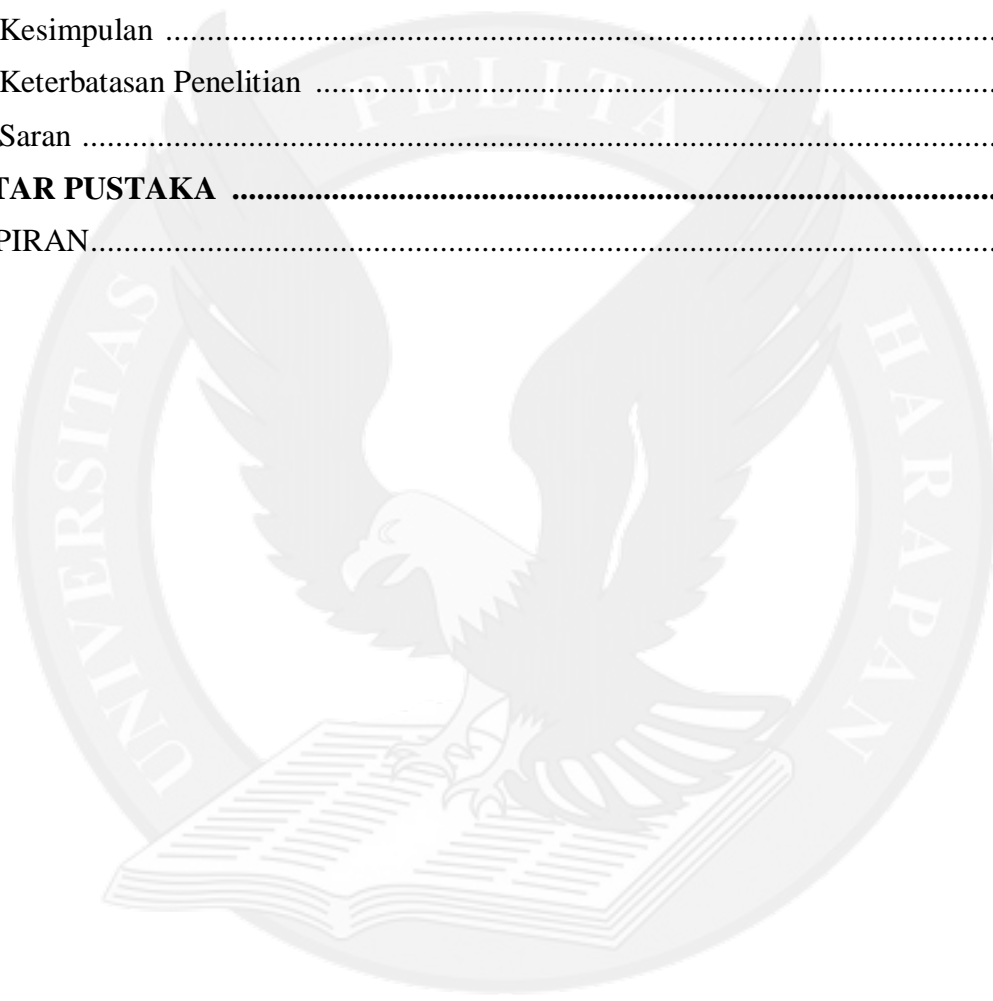 Kesimpulan ................................................................................................
Keterbatasan Penelitian ................................................................................
Saran ................................................................................................
TAR PUSTAKA ................................................................................
PIRAN................................................................................................
UNIVERSITAS PELITA HARAPAN